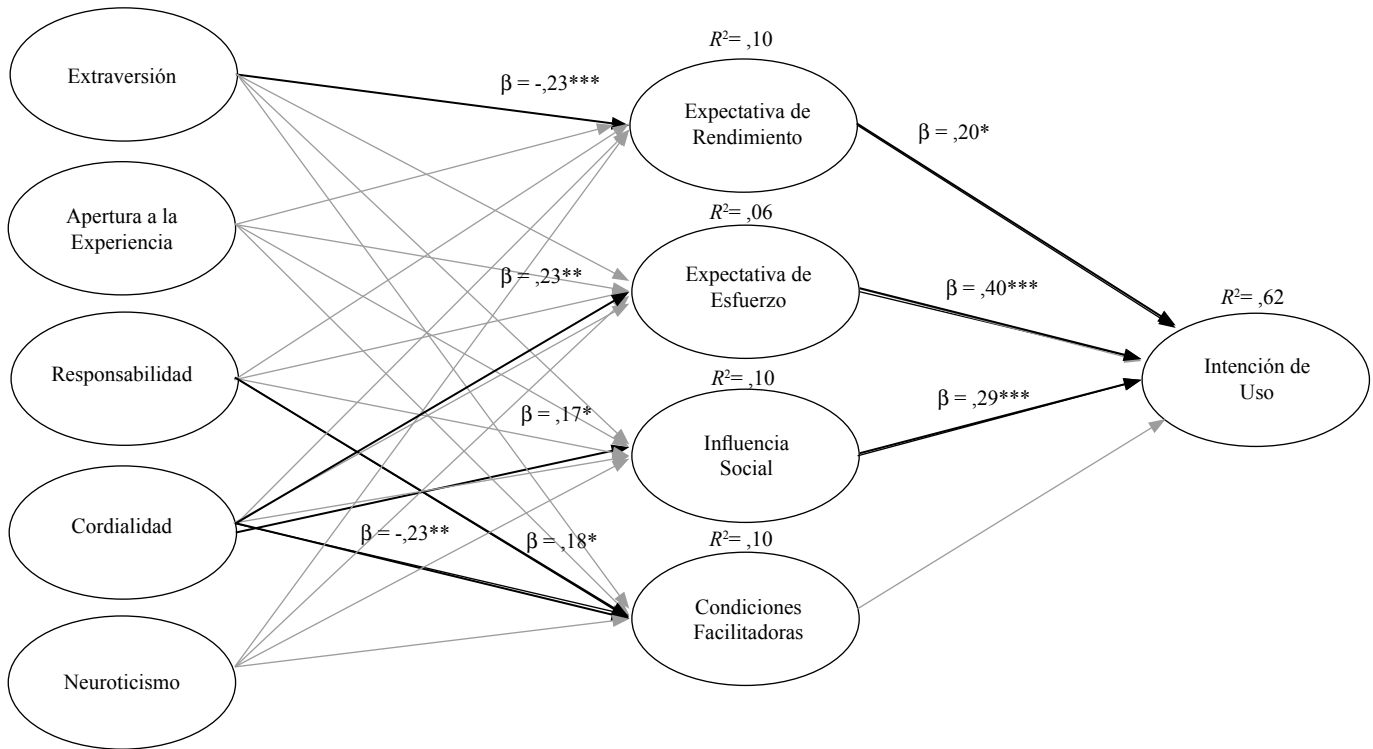 Extraversión
Apertura a la
Experiencia
Responsabilidad
Cordialidad
Neuroticismo
β = -,23***
β = ,23**
β = ,17*
β = -,23**
β = ,18*
R²= ,10
Expectativa de
Rendimiento
R²= ,06
Expectativa de
Esfuerzo
R²= ,10
Influencia
Social
R²= ,10
Condiciones
Facilitadoras
β = ,20*
β = ,40***
β = ,29***
R²= ,62
Intención de
Uso